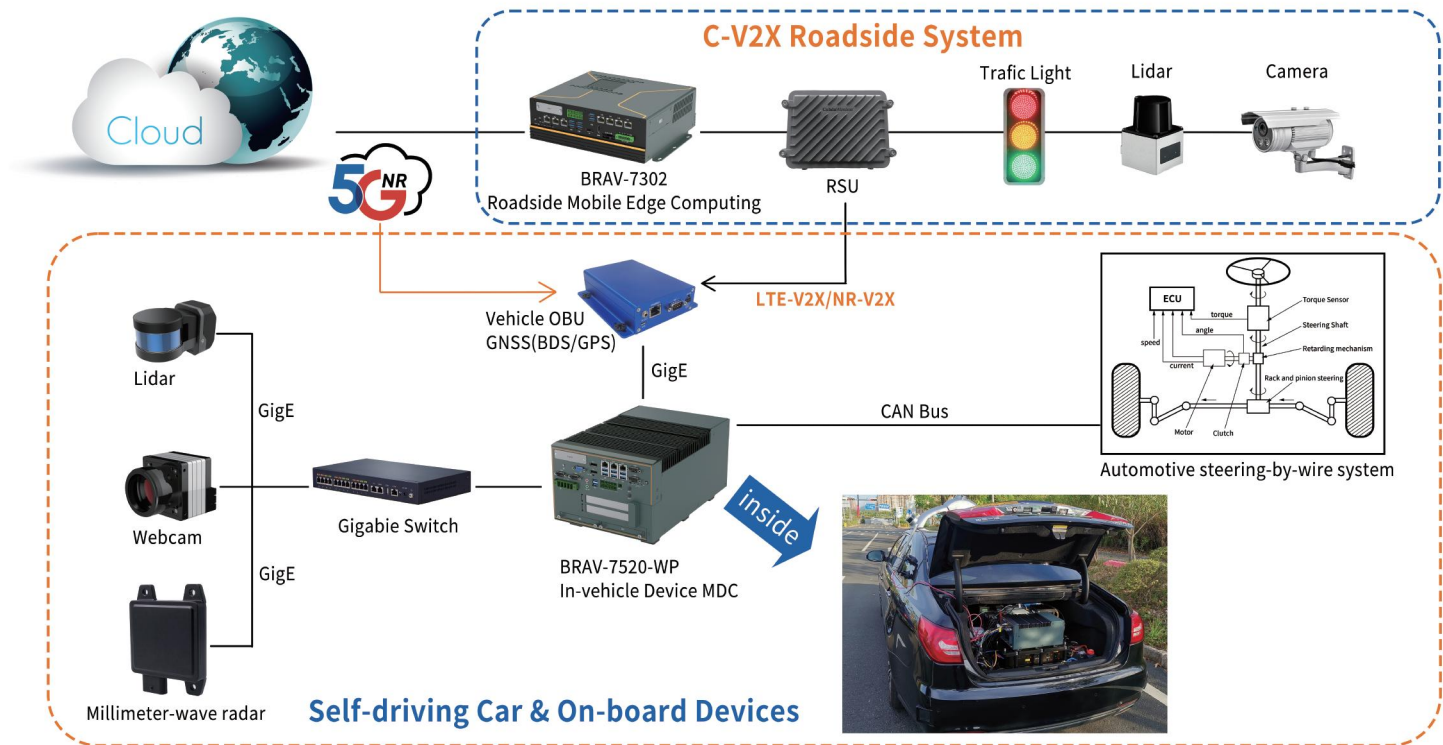 C-V2X Roadside System
Cloud
5G NR
BRAV-7302
Roadside Mobile Edge Computing
RSU
Trafic Light
Lidar
Camera
LTE-V2X/NR-V2X
Vehicle OBU
GNSS(BDS/GPS)
GigE
Lidar
GigE
Webcam
GigE
Millimeter-wave radar
Gigabie Switch
BRAV-7520-WP
In-vehicle Device MDC
inside
CAN Bus
ECU
torque
angle
speed
current
Motor
Clutch
Torque Sensor
Steering Shaft
Retarding mechanism
Rack and pinion steering
Automotive steering-by-wire system
Self-driving Car & On-board Devices